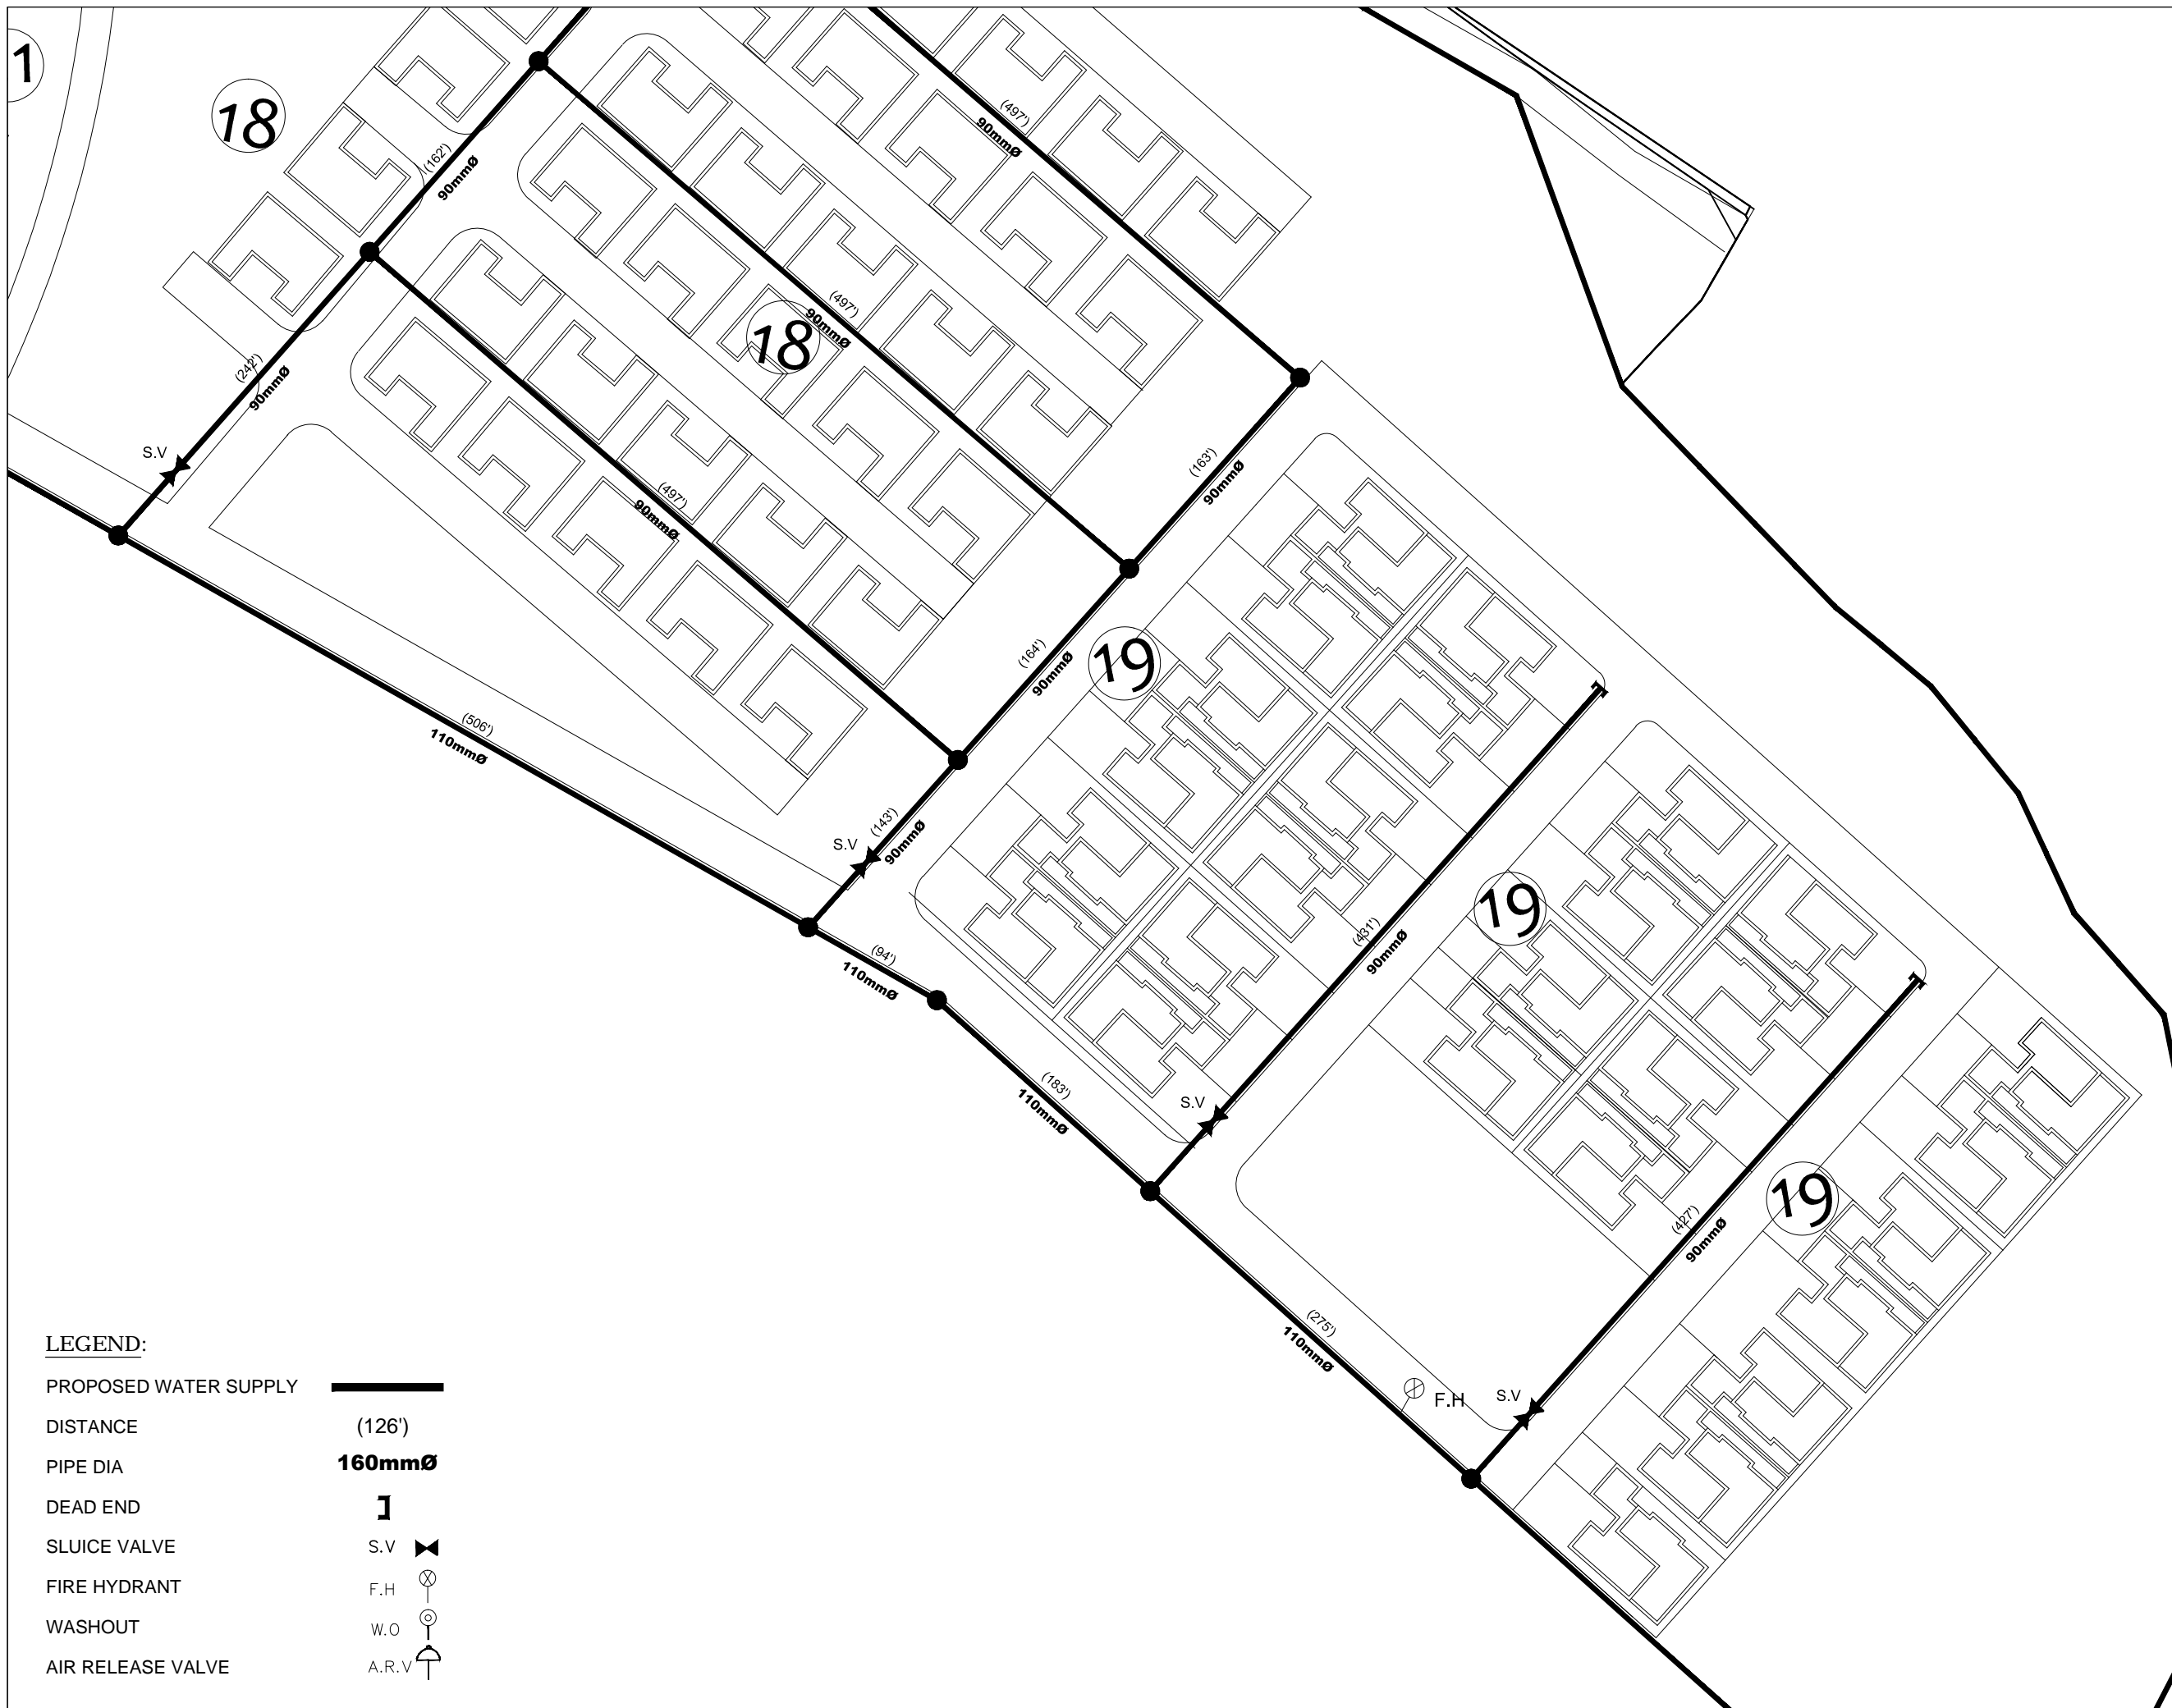 1
18
(162')
90mmØ
(497')
90mmØ
(242')
90mmØ
S.V
(497')
90mmØ
18
(497')
90mmØ
(163')
90mmØ
(164')
90mmØ
19
(506')
110mmØ
S.V
(143')
90mmØ
(94')
110mmØ
(431')
90mmØ
19
(183')
110mmØ
S.V
(427')
90mmØ
19
(275')
110mmØ
F.H
S.V
LEGEND:
PROPOSED WATER SUPPLY
DISTANCE (126')
PIPE DIA 160mmØ
DEAD END
SLUICE VALVE S.V
FIRE HYDRANT F.H
WASHOUT W.O
AIR RELEASE VALVE A.R.V